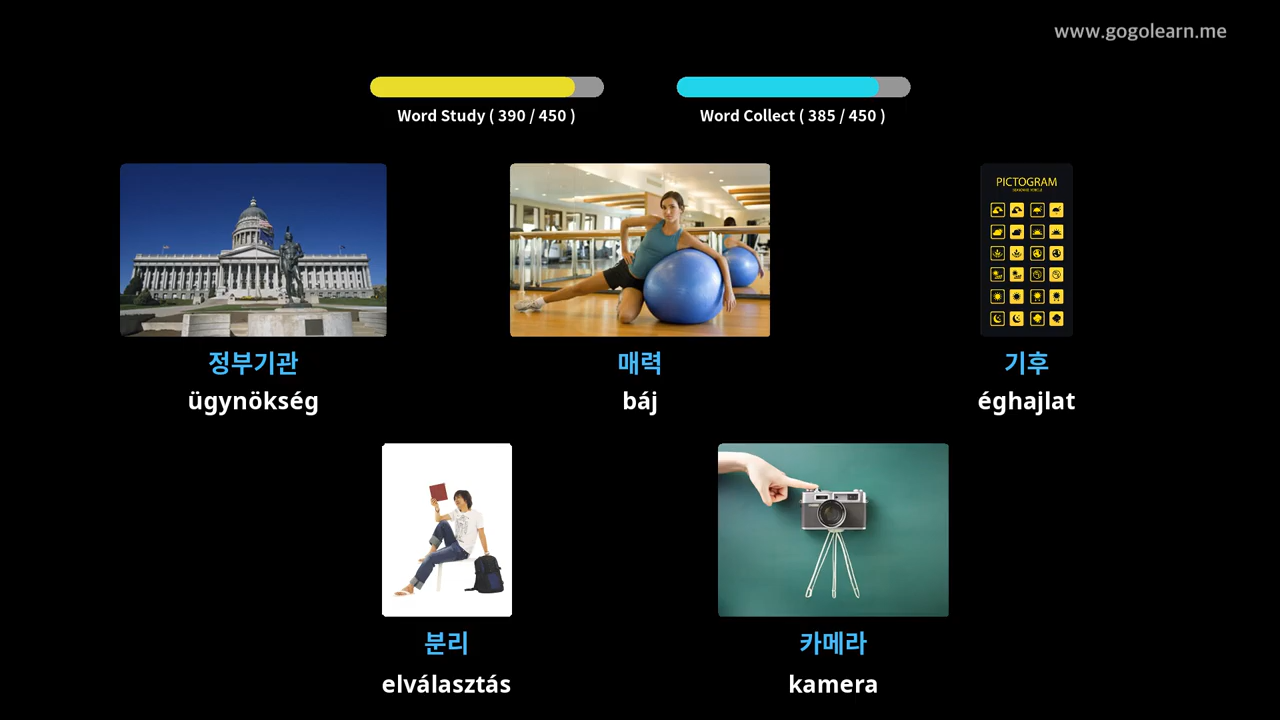 www.gogolearn.me
Word Study ( 390 / 450 )
Word Collect ( 385 / 450 )
PICTOGRAM
정부기관
매력
기후
ügynökség
báj
éghajlat
분리
카메라
elválasztás
kamera